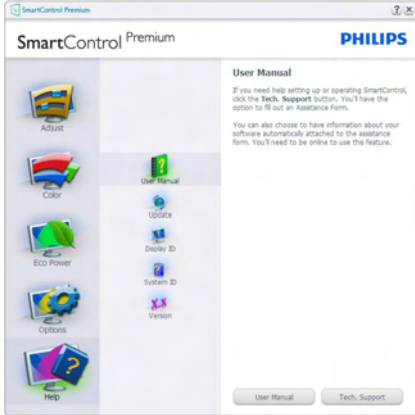 SmartControl Premium
SmartControl Premium
PHILIPS
Adjust
Color
Eco Power
Options
Help
User Manual
Update
Display ID
System ID
Version
User Manual
If you need help setting up or operating SmartControl,
click the Tech. Support button. You'll have the
option to fill out an Assistance Form.
You can also choose to have information about your
software automatically attached to the assistance
form. You'll need to be online to use this feature.
User Manual
Tech. Support